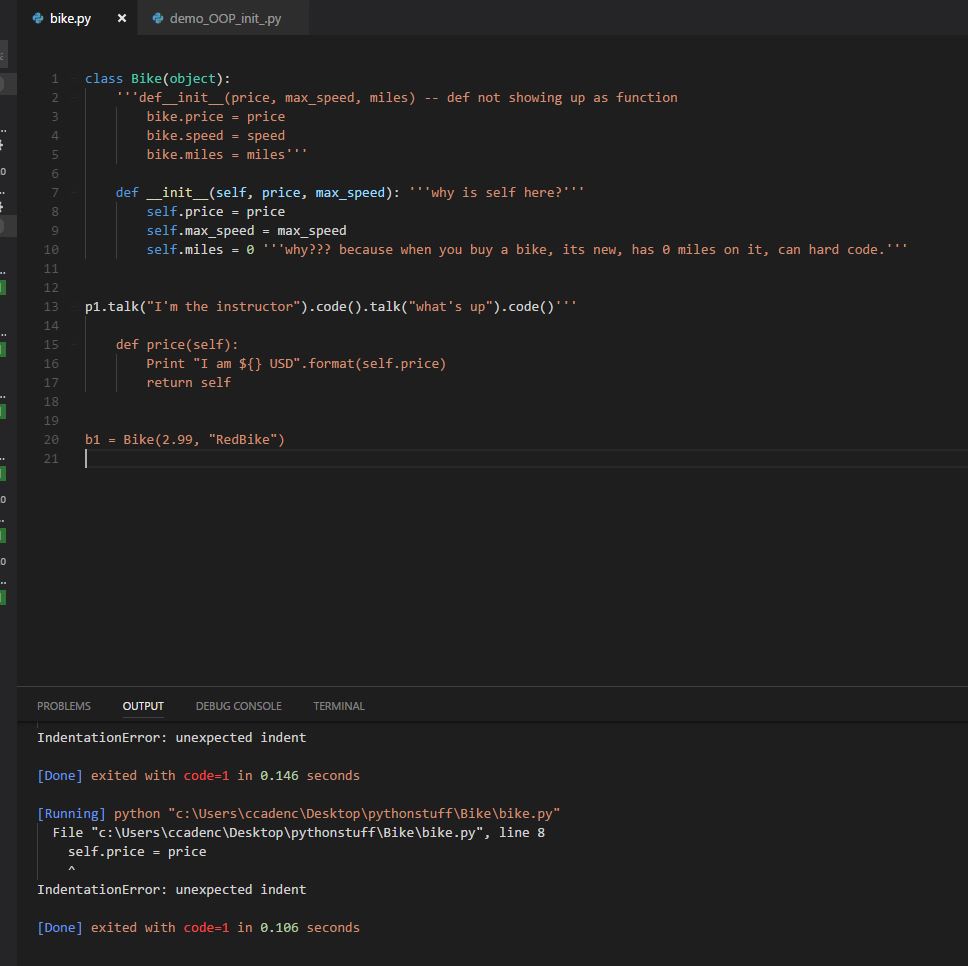 bike.py × demo_OOP_init_.py
1 class Bike(object):
2 '''def__init__(price, max_speed, miles) -- def not showing up as function
3 bike.price = price
4 bike.speed = speed
5 bike.miles = miles'''
6
7 def __init__(self, price, max_speed): '''why is self here?'''
8 self.price = price
9 self.max_speed = max_speed
10 self.miles = 0 '''why??? because when you buy a bike, its new, has 0 miles on it, can hard code.'''
11
12
13 p1.talk("I'm the instructor").code().talk("what's up").code()'''
14
15 def price(self):
16 Print "I am ${} USD".format(self.price)
17 return self
18
19
20 b1 = Bike(2.99, "RedBike")
21
PROBLEMS OUTPUT DEBUG CONSOLE TERMINAL
IndentationError: unexpected indent
[Done] exited with code=1 in 0.146 seconds
[Running] python "c:\Users\ccadenc\Desktop\pythonstuff\Bike\bike.py"
File "c:\Users\ccadenc\Desktop\pythonstuff\Bike\bike.py", line 8
self.price = price
^
IndentationError: unexpected indent
[Done] exited with code=1 in 0.106 seconds